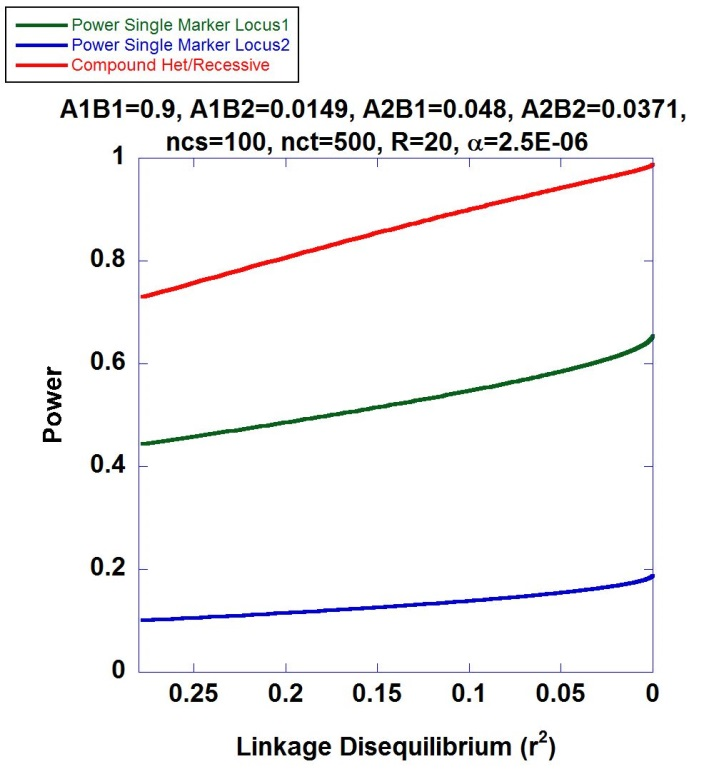 Power Single Marker Locus1
Power Single Marker Locus2
Compound Het/Recessive
A1B1=0.9, A1B2=0.0149, A2B1=0.048, A2B2=0.0371,
ncs=100, nct=500, R=20, α=2.5E-06
1
0.8
0.6
0.4
0.2
0
Power
0.25 0.2 0.15 0.1 0.05 0
Linkage Disequilibrium (r²)